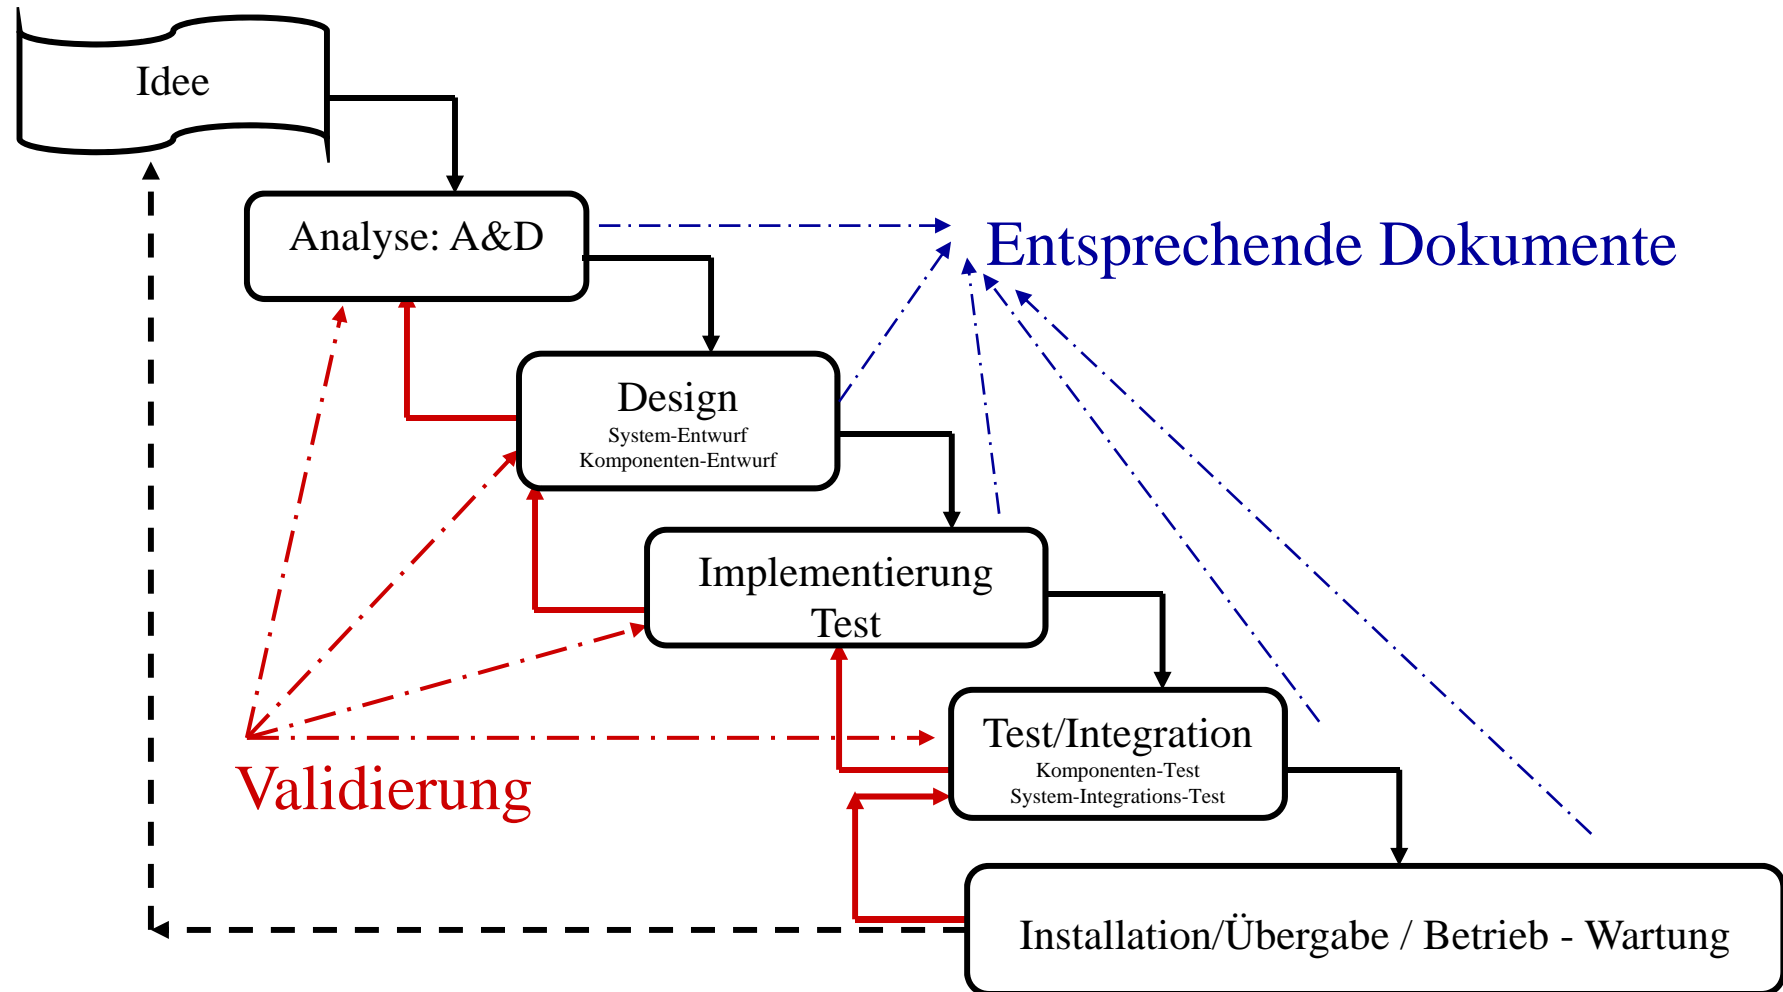 Idee
Analyse: A&D
Entsprechende Dokumente
Design
System-Entwurf
Komponenten-Entwurf
Implementierung
Test
Test/Integration
Komponenten-Test
System-Integrations-Test
Validierung
Installation/Übergabe / Betrieb - Wartung